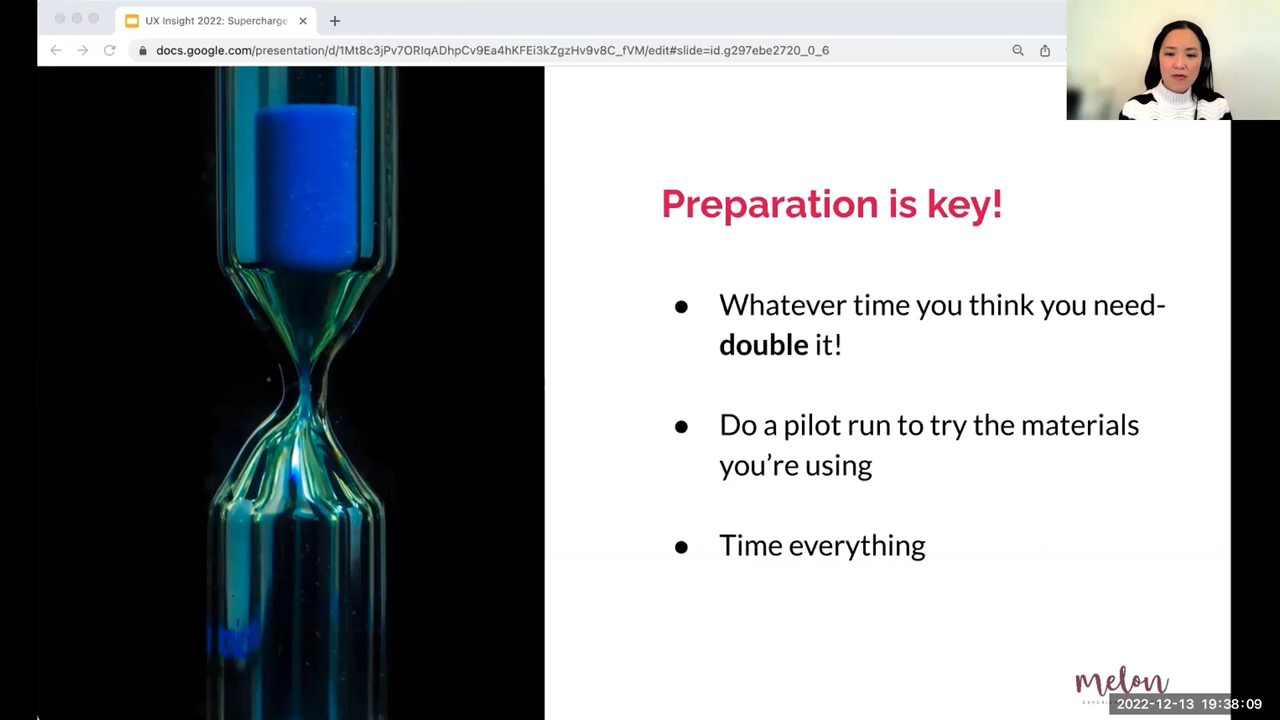 UX Insight 2022: Supercharge
docs.google.com/presentation/d/1Mt8c3jPv7ORIqADhpCv9Ea4hKFEi3kZgzHv9v8C_fVM/edit#slide=id.g297ebe2720_0_6
Preparation is key!
● Whatever time you think you need-
double it!
● Do a pilot run to try the materials
you’re using
● Time everything
melon
2022-12-13 19:38:09